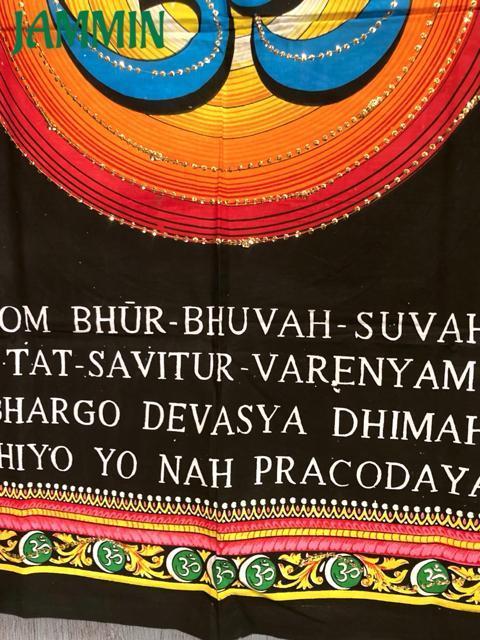 JAMMIN
OM BHŪR-BHUVAH-SUVAH
TAT-SAVITUR-VARENYAM
BHARGO DEVASYA DHIMAH
HIYO YO NAH PRACODAYA
ॐ ॐ ॐ ॐ ॐ ॐ ॐ